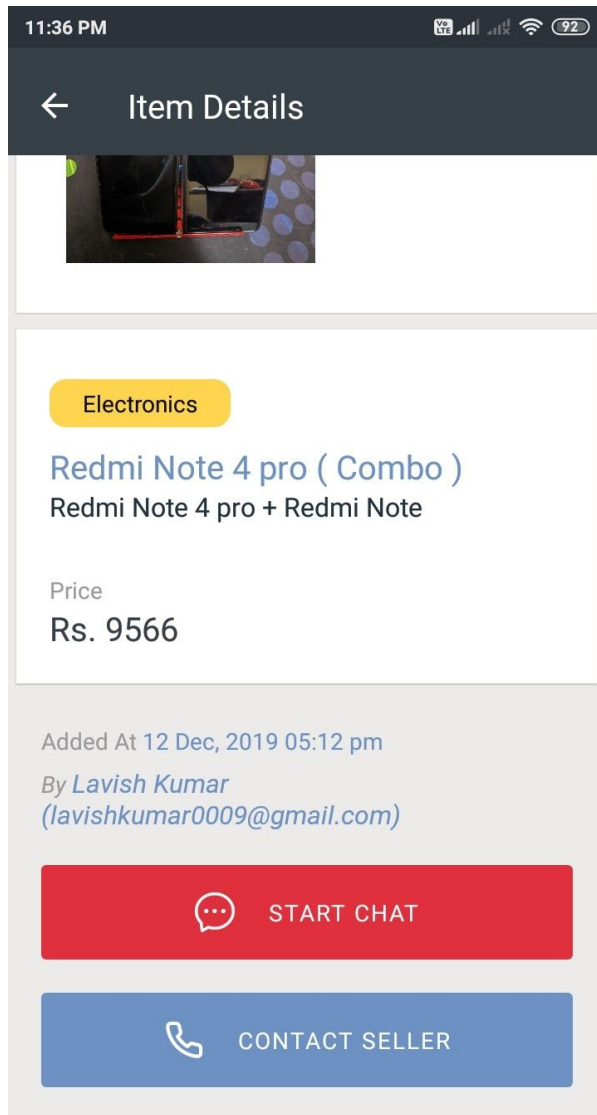 11:36 PM Vo LTE 92
Item Details
Electronics
Redmi Note 4 pro ( Combo )
Redmi Note 4 pro + Redmi Note
Price
Rs. 9566
Added At 12 Dec, 2019 05:12 pm
By Lavish Kumar
(lavishkumar0009@gmail.com)
START CHAT
CONTACT SELLER